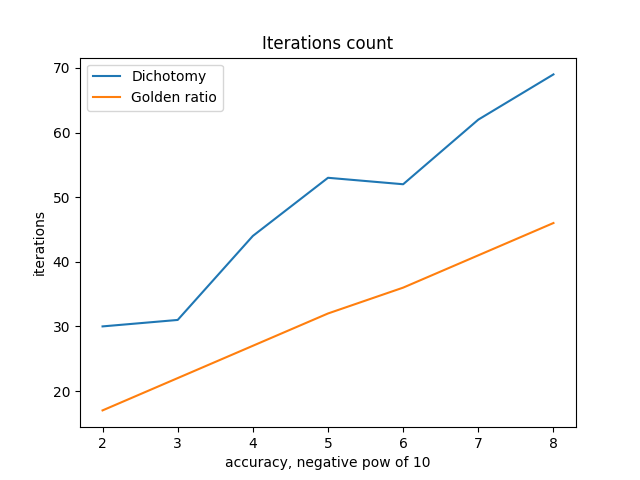 Iterations count
Dichotomy
Golden ratio
70
60
50
40
30
20
iterations
2 3 4 5 6 7 8
accuracy, negative pow of 10